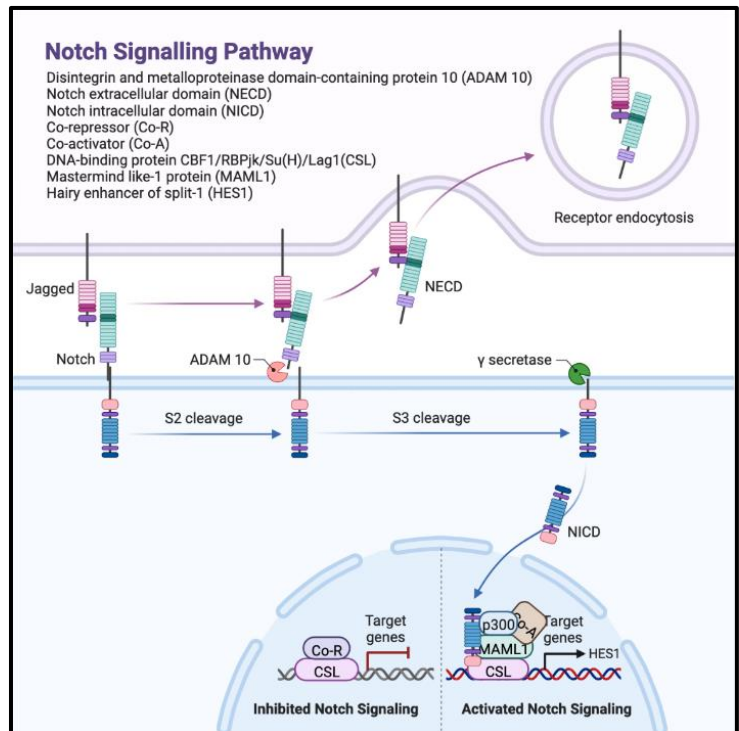 Notch Signalling Pathway
Disintegrin and metalloproteinase domain-containing protein 10 (ADAM 10)
Notch extracellular domain (NECD)
Notch intracellular domain (NICD)
Co-repressor (Co-R)
Co-activator (Co-A)
DNA-binding protein CBF1/RBPjk/Su(H)/Lag1(CSL)
Mastermind like-1 protein (MAML1)
Hairy enhancer of split-1 (HES1)
Receptor endocytosis
Jagged
NECD
Notch
ADAM 10
γ secretase
S2 cleavage
S3 cleavage
NICD
Target
genes
Co-R
CSL
p300
Co-A
Target
genes
MAML1
HES1
CSL
Inhibited Notch Signaling
Activated Notch Signaling